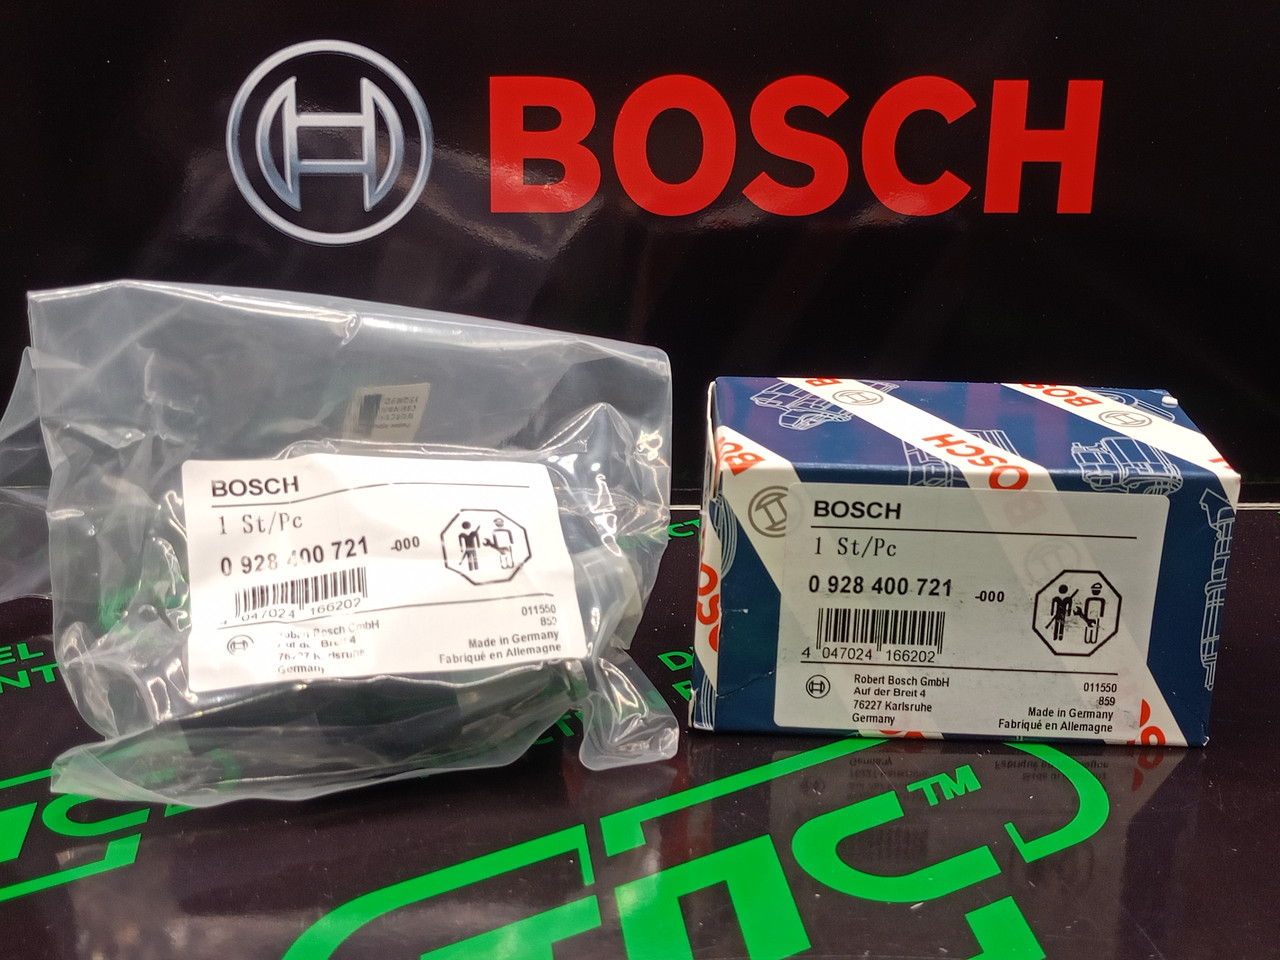 BOSCH
BOSCH
1 St/Pc
0 928 400 721 -000
4 047024 166202
011550
859
Robert Bosch GmbH
Auf der Breit 4
76227 Karlsruhe
Germany
Made in Germany
Fabriqué en Allemagne
BOSCH
BOSCH
1 St/Pc
0 928 400 721 -000
4 047024 166202
Robert Bosch GmbH
Auf der Breit 4
76227 Karlsruhe
Germany
011550
859
Made in Germany
Fabriqué en Allemagne
TM